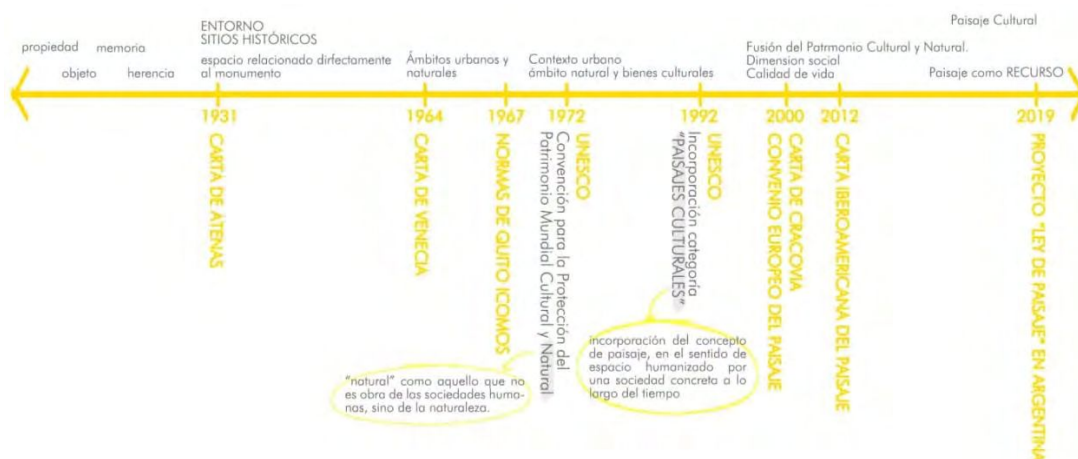 Paisaje Cultural
ENTORNO
SITIOS HISTÓRICOS
propiedad memoria
objeto herencia
espacio relacionado dirfectamente
al monumento
Ámbitos urbanos y
naturales
Contexto urbano
ámbito natural y bienes culturales
Fusión del Patrmonio Cultural y Natural.
Dimension social
Calidad de vida
Paisaje como RECURSO
1931
CARTA DE ATENAS
1964
CARTA DE VENECIA
1967
NORMAS DE QUITO ICOMOS
1972
UNESCO
Convención para la Protección del
Patrimonio Mundial Cultural y Natural
1992
UNESCO
Incorporación categoría
"PAISAJES CULTURALES"
2000
CARTA DE CRACOVIA
CONVENIO EUROPEO DEL PAISAJE
2012
CARTA IBEROAMERICANA DEL PAISAJE
2019
PROYECTO "LEY DE PAISAJE" EN ARGENTINA
"natural" como aquello que no
es obra de las sociedades huma-
nas, sino de la naturaleza.
incorporación del concepto
de paisaje, en el sentido de
espacio humanizado por
una sociedad concreta a lo
largo del tiempo